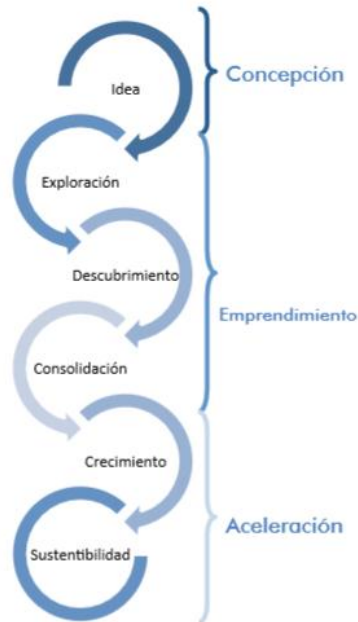 Idea
Concepción
Exploración
Descubrimiento
Emprendimiento
Consolidación
Crecimiento
Aceleración
Sustentibilidad